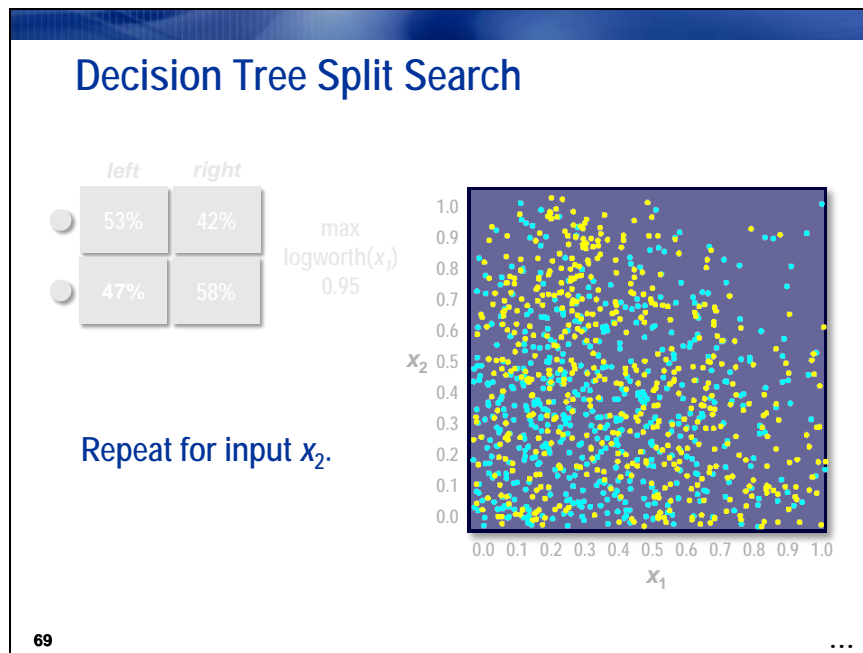 Decision Tree Split Search
left right
53% 42%
max
logworth(x1)
0.95
47% 58%
Repeat for input x2.
1.0
0.9
0.8
0.7
0.6
x2 0.5
0.4
0.3
0.2
0.1
0.0
0.0 0.1 0.2 0.3 0.4 0.5 0.6 0.7 0.8 0.9 1.0
x1
69
...